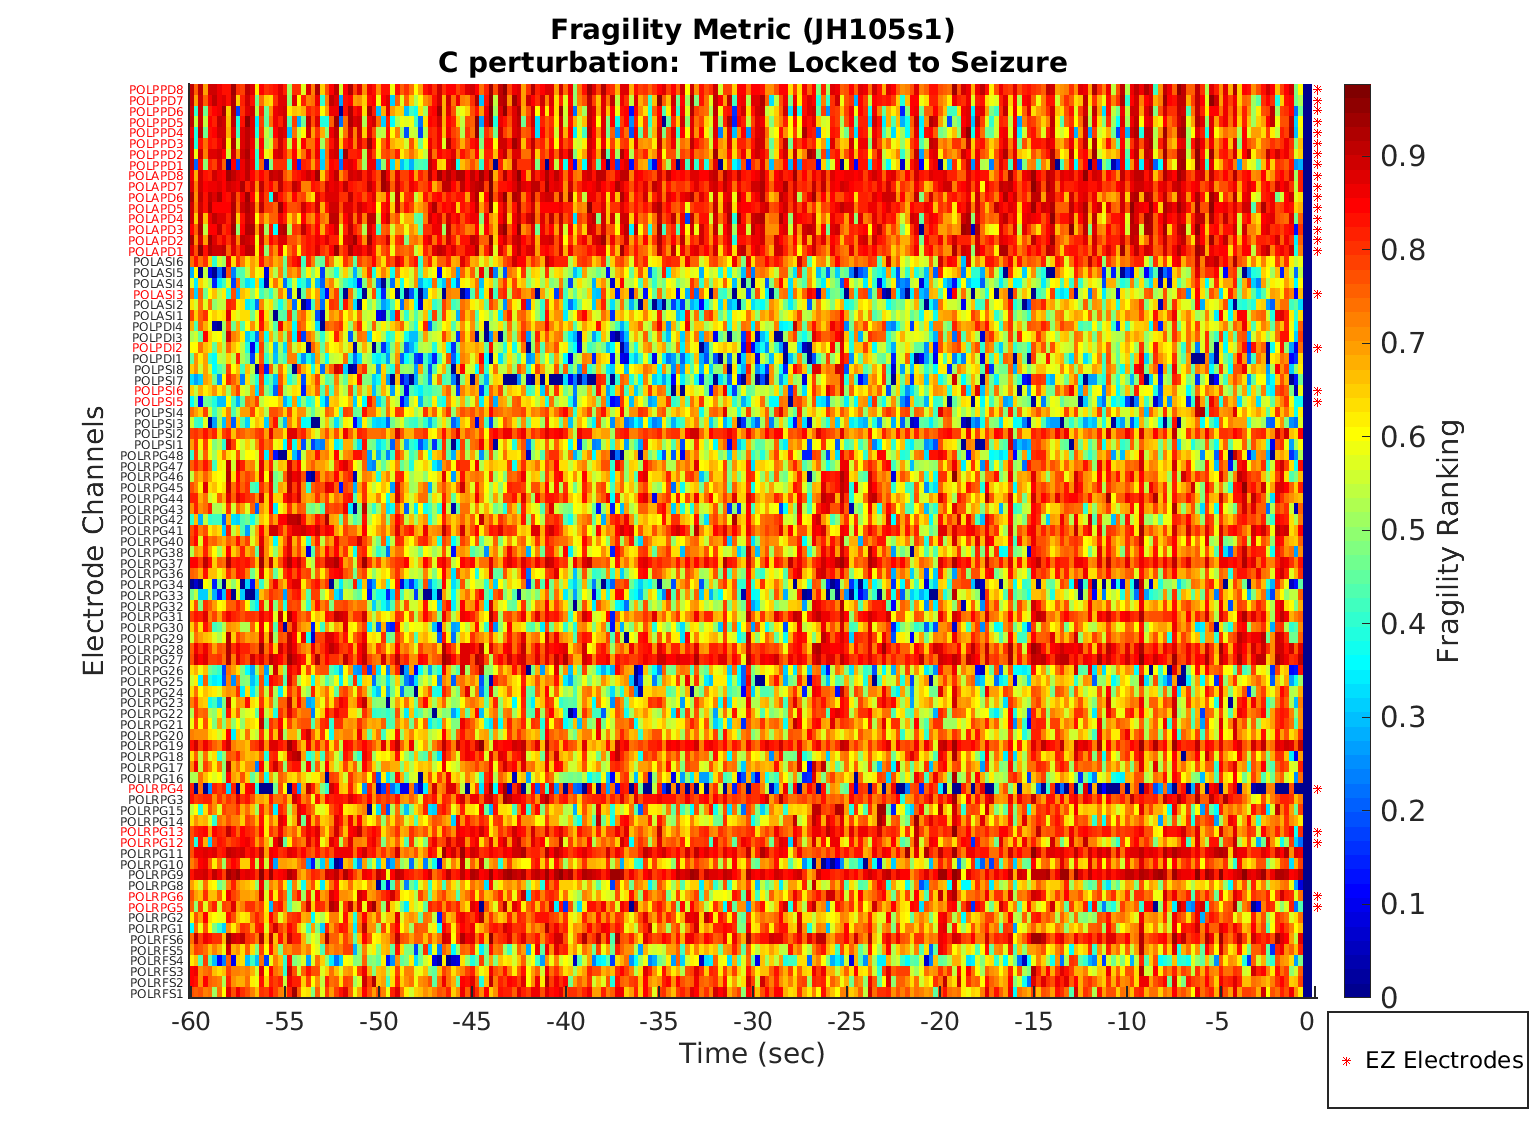 Fragility Metric (JH105s1)
C perturbation:  Time Locked to Seizure
Electrode Channels
POLPPD8
POLPPD7
POLPPD6
POLPPD5
POLPPD4
POLPPD3
POLPPD2
POLPPD1
POLAPD8
POLAPD7
POLAPD6
POLAPD5
POLAPD4
POLAPD3
POLAPD2
POLAPD1
POLASI6
POLASI5
POLASI4
POLASI3
POLASI2
POLASI1
POLPDI4
POLPDI3
POLPDI2
POLPDI1
POLPSI8
POLPSI7
POLPSI6
POLPSI5
POLPSI4
POLPSI3
POLPSI2
POLPSI1
POLRPG48
POLRPG47
POLRPG46
POLRPG45
POLRPG44
POLRPG43
POLRPG42
POLRPG41
POLRPG40
POLRPG38
POLRPG37
POLRPG36
POLRPG34
POLRPG33
POLRPG32
POLRPG31
POLRPG30
POLRPG29
POLRPG28
POLRPG27
POLRPG26
POLRPG25
POLRPG24
POLRPG23
POLRPG22
POLRPG21
POLRPG20
POLRPG19
POLRPG18
POLRPG17
POLRPG16
POLRPG4
POLRPG3
POLRPG15
POLRPG14
POLRPG13
POLRPG12
POLRPG11
POLRPG10
POLRPG9
POLRPG8
POLRPG6
POLRPG5
POLRPG2
POLRPG1
POLRFS6
POLRFS5
POLRFS4
POLRFS3
POLRFS2
POLRFS1
-60 -55 -50 -45 -40 -35 -30 -25 -20 -15 -10 -5 0
Time (sec)
0.9
0.8
0.7
0.6
0.5
0.4
0.3
0.2
0.1
0
Fragility Ranking
EZ Electrodes